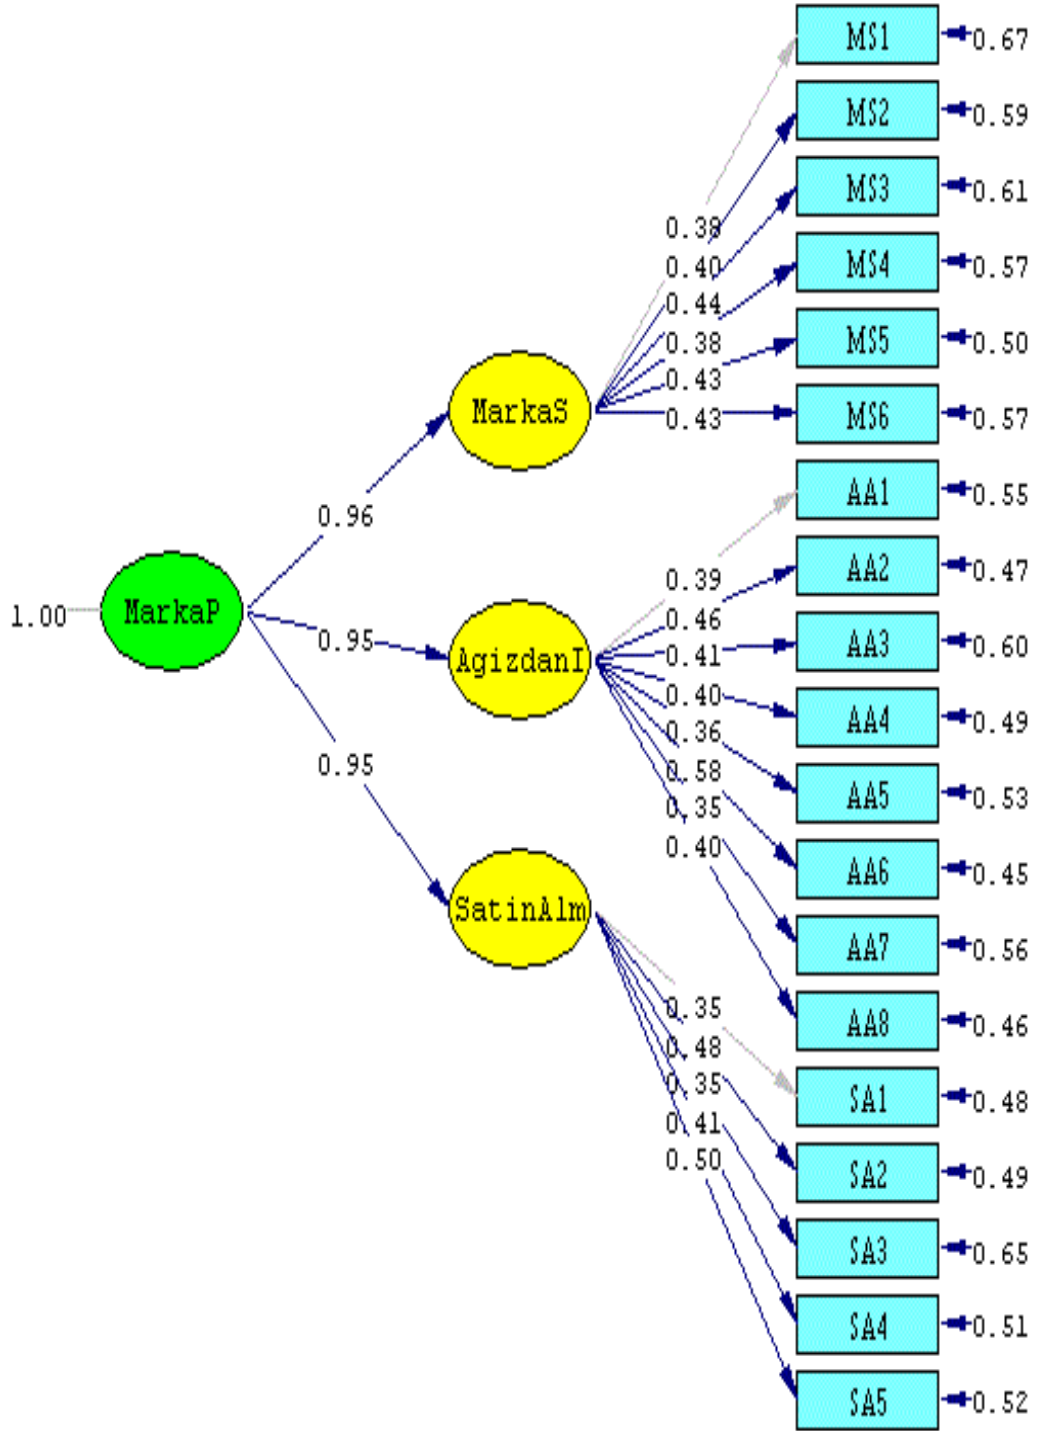 MS1 0.67
MS2 0.59
MS3 0.61
0.38
MS4 0.57
0.40
0.44
MS5 0.50
0.38
0.43
MarkaS 0.43 MS6 0.57
AA1 0.55
0.96
AA2 0.47
0.39
1.00 MarkaP 0.46
0.95 AgizdanI 0.41 AA3 0.60
0.40
AA4 0.49
0.36
0.95 0.58
AA5 0.53
0.35
0.40
AA6 0.45
SatinAlm
AA7 0.56
0.35
AA8 0.46
0.48
0.35
SA1 0.48
0.41
0.50
SA2 0.49
SA3 0.65
SA4 0.51
SA5 0.52